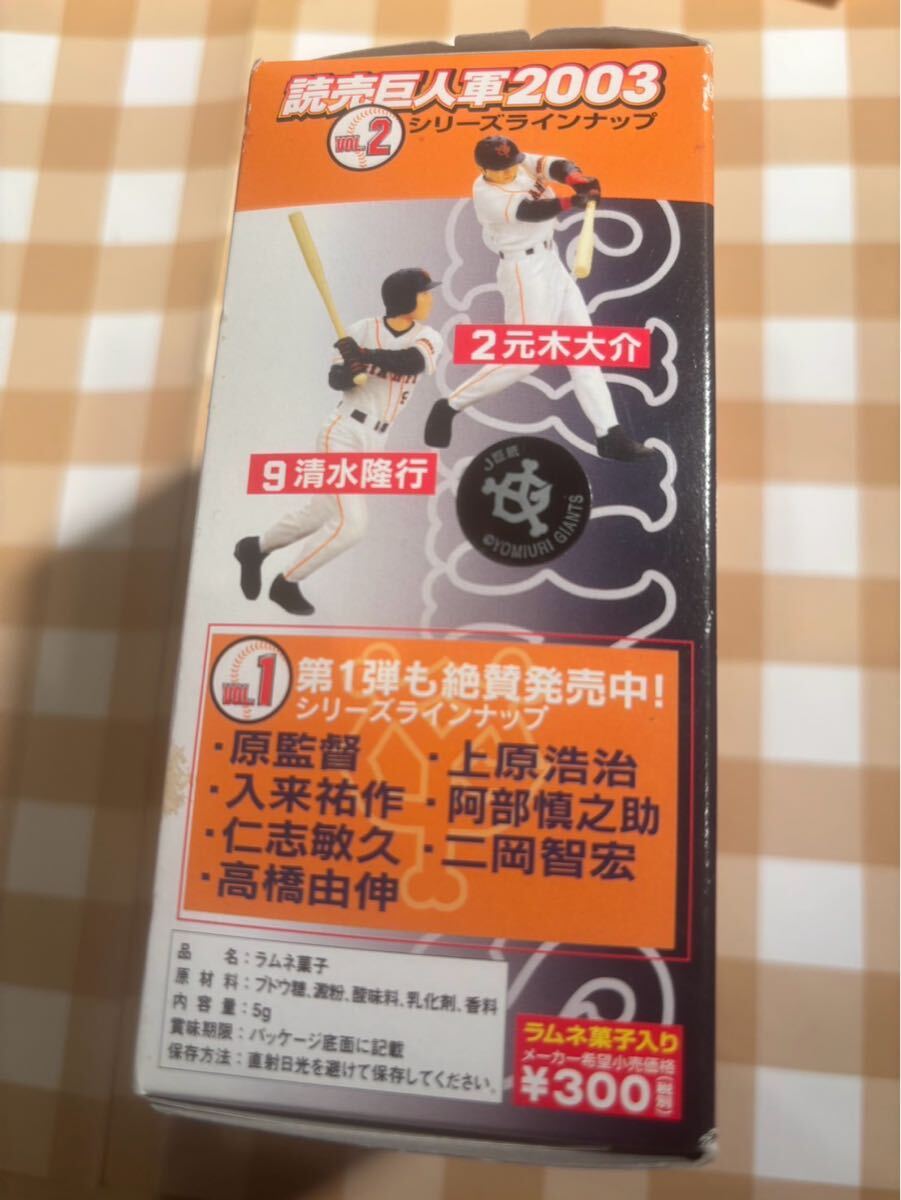 読売巨人軍2003
VOL.2 シリーズラインナップ
2 元木大介
9 清水隆行
J巨民
©YOMIURI GIANTS
VOL.1 第1弾も絶賛発売中!
シリーズラインナップ
・原監督 ・上原浩治
・入来祐作 ・阿部慎之助
・仁志敏久 ・二岡智宏
・高橋由伸
品名:ラムネ菓子
原材料:ブドウ糖、澱粉、酸味料、乳化剤、香料
内容量:5g
賞味期限:パッケージ底面に記載
保存方法:直射日光を避けて保存してください。
ラムネ菓子入り
メーカー希望小売価格
¥300(税別)